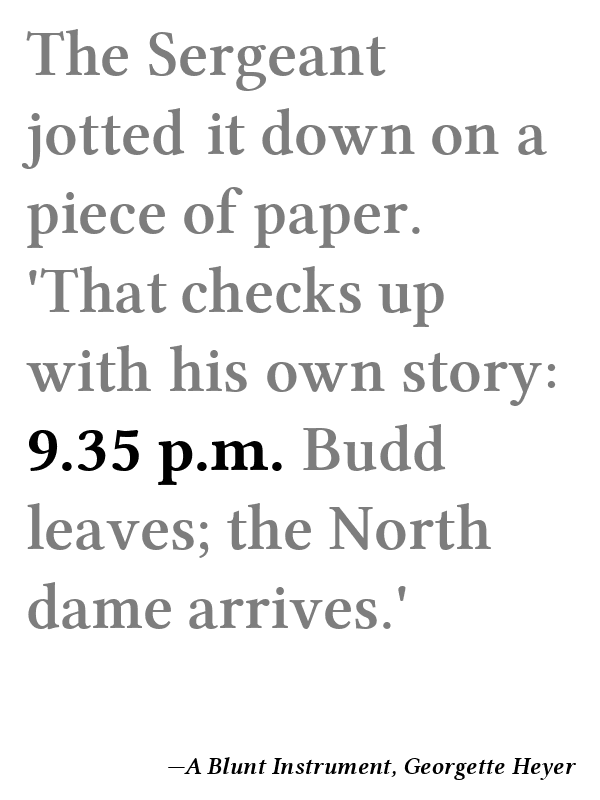 The Sergeant
jotted it down on a
piece of paper.
'That checks up
with his own story:
9.35 p.m. Budd
leaves; the North
dame arrives.'
—A Blunt Instrument, Georgette Heyer